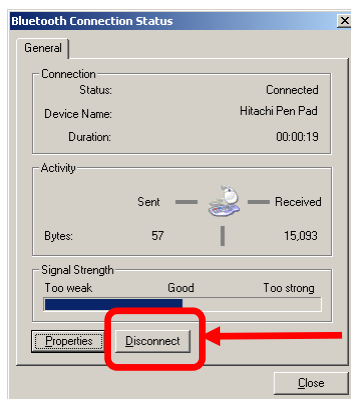 Bluetooth Connection Status
General
Connection
Status: Connected
Device Name: Hitachi Pen Pad
Duration: 00:00:19
Activity
Sent Received
Bytes: 57 15,093
Signal Strength
Too weak Good Too strong
Properties Disconnect
Close